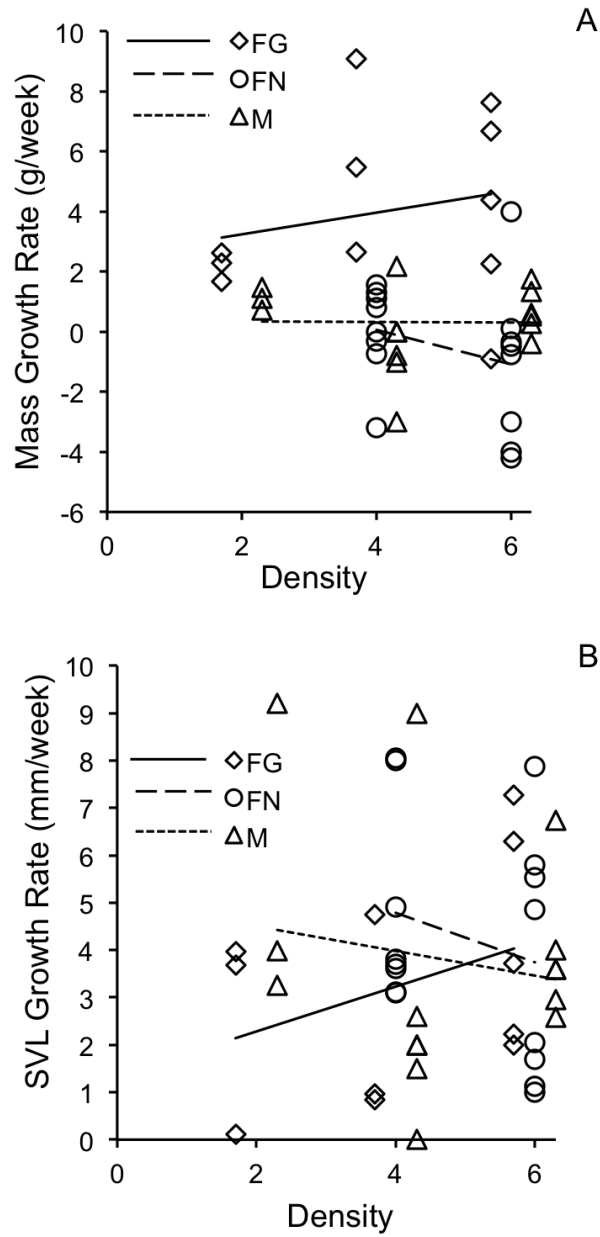 A
Mass Growth Rate (g/week)
10
8
6
4
2
0
-2
-4
-6
FG
FN
M
0 2 4 6
Density
B
SVL Growth Rate (mm/week)
10
9
8
7
6
5
4
3
2
1
0
FG
FN
M
0 2 4 6
Density